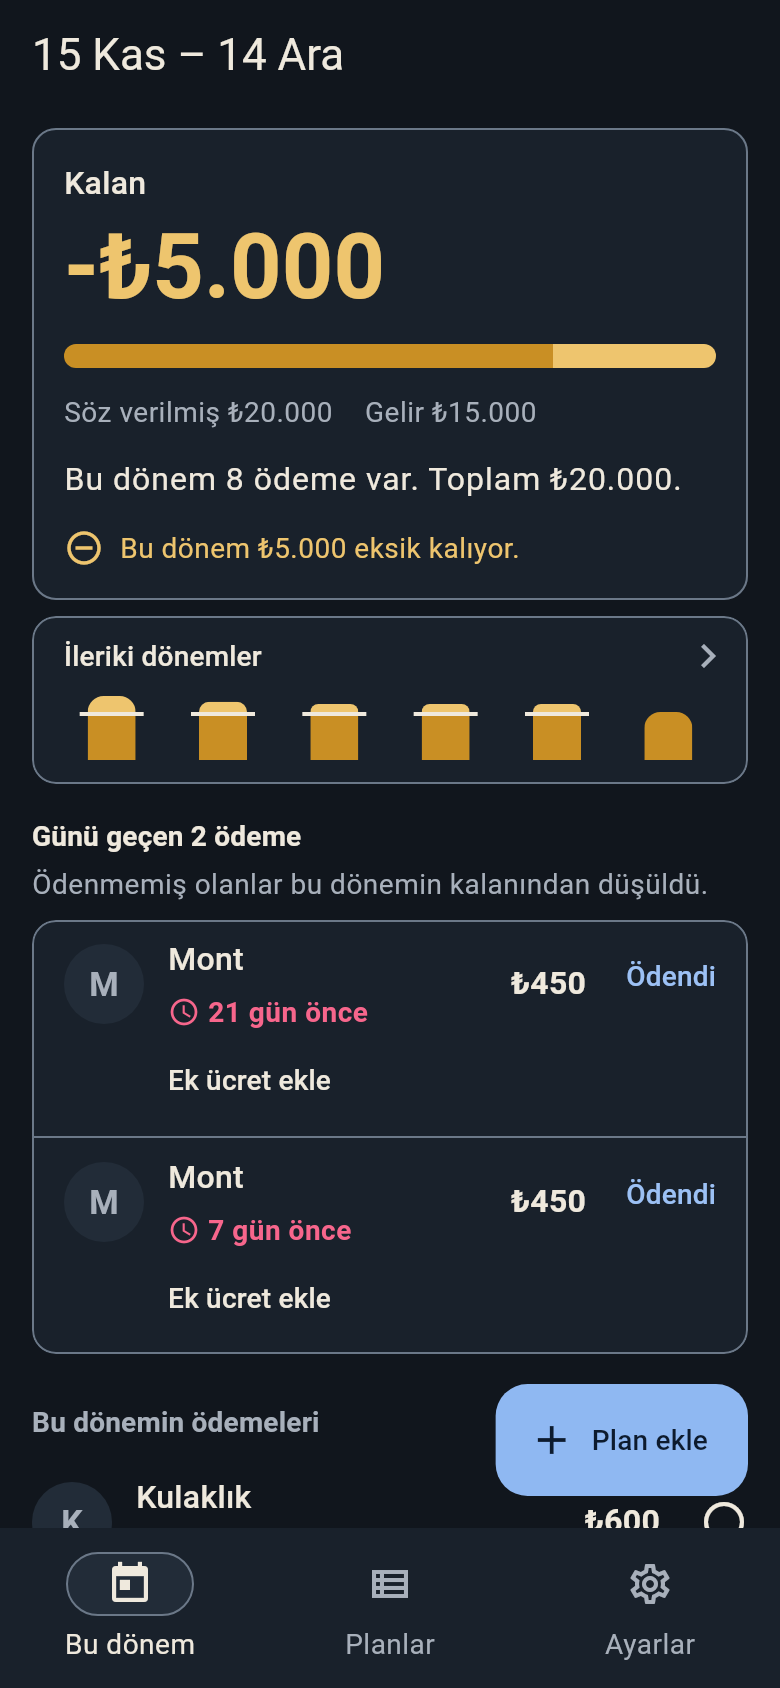 15 Kas – 14 Ara
Kalan
-₺5.000
Söz verilmiş ₺20.000 Gelir ₺15.000
Bu dönem 8 ödeme var. Toplam ₺20.000.
Bu dönem ₺5.000 eksik kalıyor.
İleriki dönemler
Günü geçen 2 ödeme
Ödenmemiş olanlar bu dönemin kalanından düşüldü.
M
Mont
₺450
Ödendi
21 gün önce
Ek ücret ekle
M
Mont
₺450
Ödendi
7 gün önce
Ek ücret ekle
Bu dönemin ödemeleri
Plan ekle
K
Kulaklık
₺600
Bu dönem
Planlar
Ayarlar